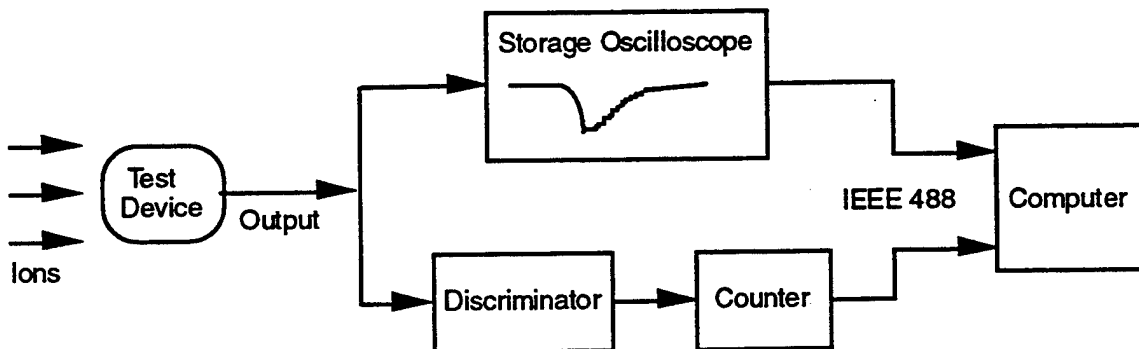 Storage Oscilloscope
Test
Device
Output
Ions
IEEE 488
Computer
Discriminator
Counter